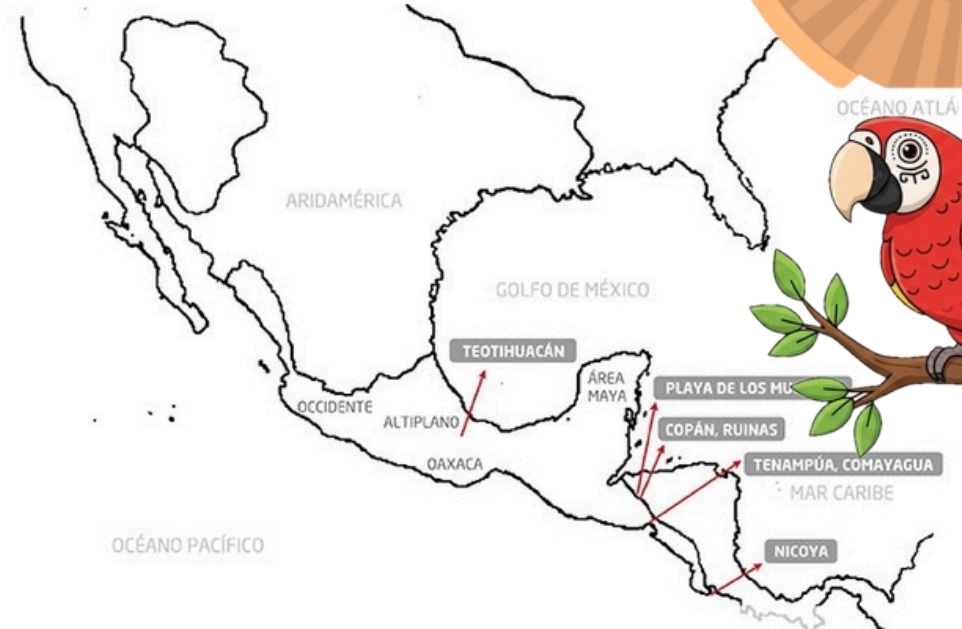 OCÉANO ATLÁ
ARIDAMÉRICA
GOLFO DE MÉXICO
TEOTIHUACÁN
ÁREA
MAYA
PLAYA DE LOS MU
OCCIDENTE
ALTIPLANO
COPÁN, RUINAS
OAXACA
TENAMPÚA, COMAYAGUA
MAR CARIBE
OCÉANO PACÍFICO
NICOYA